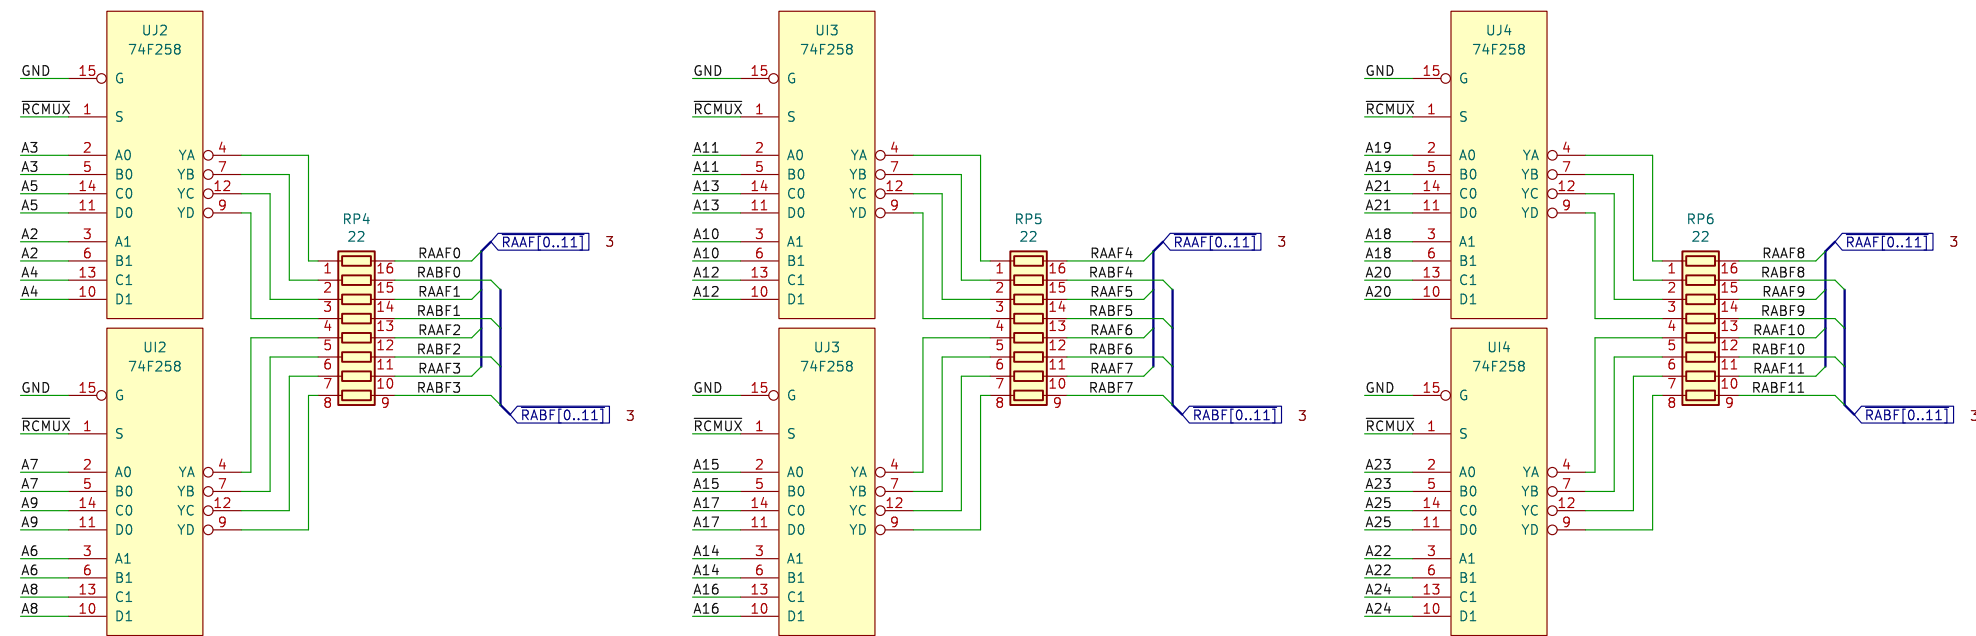 UJ2
74F258
GND 15 G
RCMUX 1 S
A3 2 A0 YA 4
A3 5 B0 YB 7
A5 14 C0 YC 12
A5 11 D0 YD 9
A2 3 A1
A2 6 B1
A4 13 C1
A4 10 D1
UI2
74F258
GND 15 G
RCMUX 1 S
A7 2 A0 YA 4
A7 5 B0 YB 7
A9 14 C0 YC 12
A9 11 D0 YD 9
A6 3 A1
A6 6 B1
A8 13 C1
A8 10 D1
RP4
22
1 16 RAAF0
2 15 RABF0
3 14 RAAF1
4 13 RABF1
5 12 RAAF2
6 11 RABF2
7 10 RAAF3
8 9 RABF3
RAAF[0..11] 3
RABF[0..11] 3
UI3
74F258
GND 15 G
RCMUX 1 S
A11 2 A0 YA 4
A11 5 B0 YB 7
A13 14 C0 YC 12
A13 11 D0 YD 9
A10 3 A1
A10 6 B1
A12 13 C1
A12 10 D1
UJ3
74F258
GND 15 G
RCMUX 1 S
A15 2 A0 YA 4
A15 5 B0 YB 7
A17 14 C0 YC 12
A17 11 D0 YD 9
A14 3 A1
A14 6 B1
A16 13 C1
A16 10 D1
RP5
22
1 16 RAAF4
2 15 RABF4
3 14 RAAF5
4 13 RABF5
5 12 RAAF6
6 11 RABF6
7 10 RAAF7
8 9 RABF7
RAAF[0..11] 3
RABF[0..11] 3
UJ4
74F258
GND 15 G
RCMUX 1 S
A19 2 A0 YA 4
A19 5 B0 YB 7
A21 14 C0 YC 12
A21 11 D0 YD 9
A18 3 A1
A18 6 B1
A20 13 C1
A20 10 D1
UI4
74F258
GND 15 G
RCMUX 1 S
A23 2 A0 YA 4
A23 5 B0 YB 7
A25 14 C0 YC 12
A25 11 D0 YD 9
A22 3 A1
A22 6 B1
A24 13 C1
A24 10 D1
RP6
22
1 16 RAAF8
2 15 RABF8
3 14 RAAF9
4 13 RABF9
5 12 RAAF10
6 11 RABF10
7 10 RAAF11
8 9 RABF11
RAAF[0..11] 3
RABF[0..11] 3